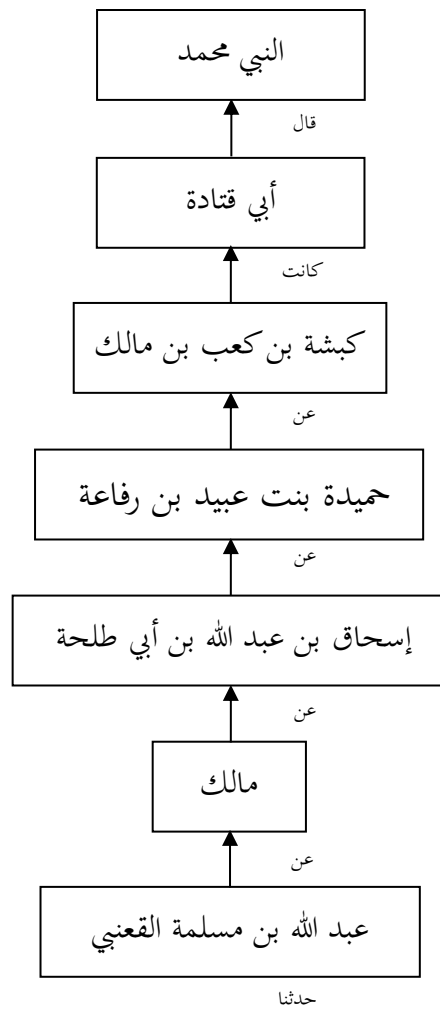 النبي محمد
قال
أبي قتادة
كانت
كبشة بن كعب بن مالك
عن
حميدة بنت عبيد بن رفاعة
عن
إسحاق بن عبد الله بن أبي طلحة
عن
مالك
عن
عبد الله بن مسلمة القعنبي
حدثنا